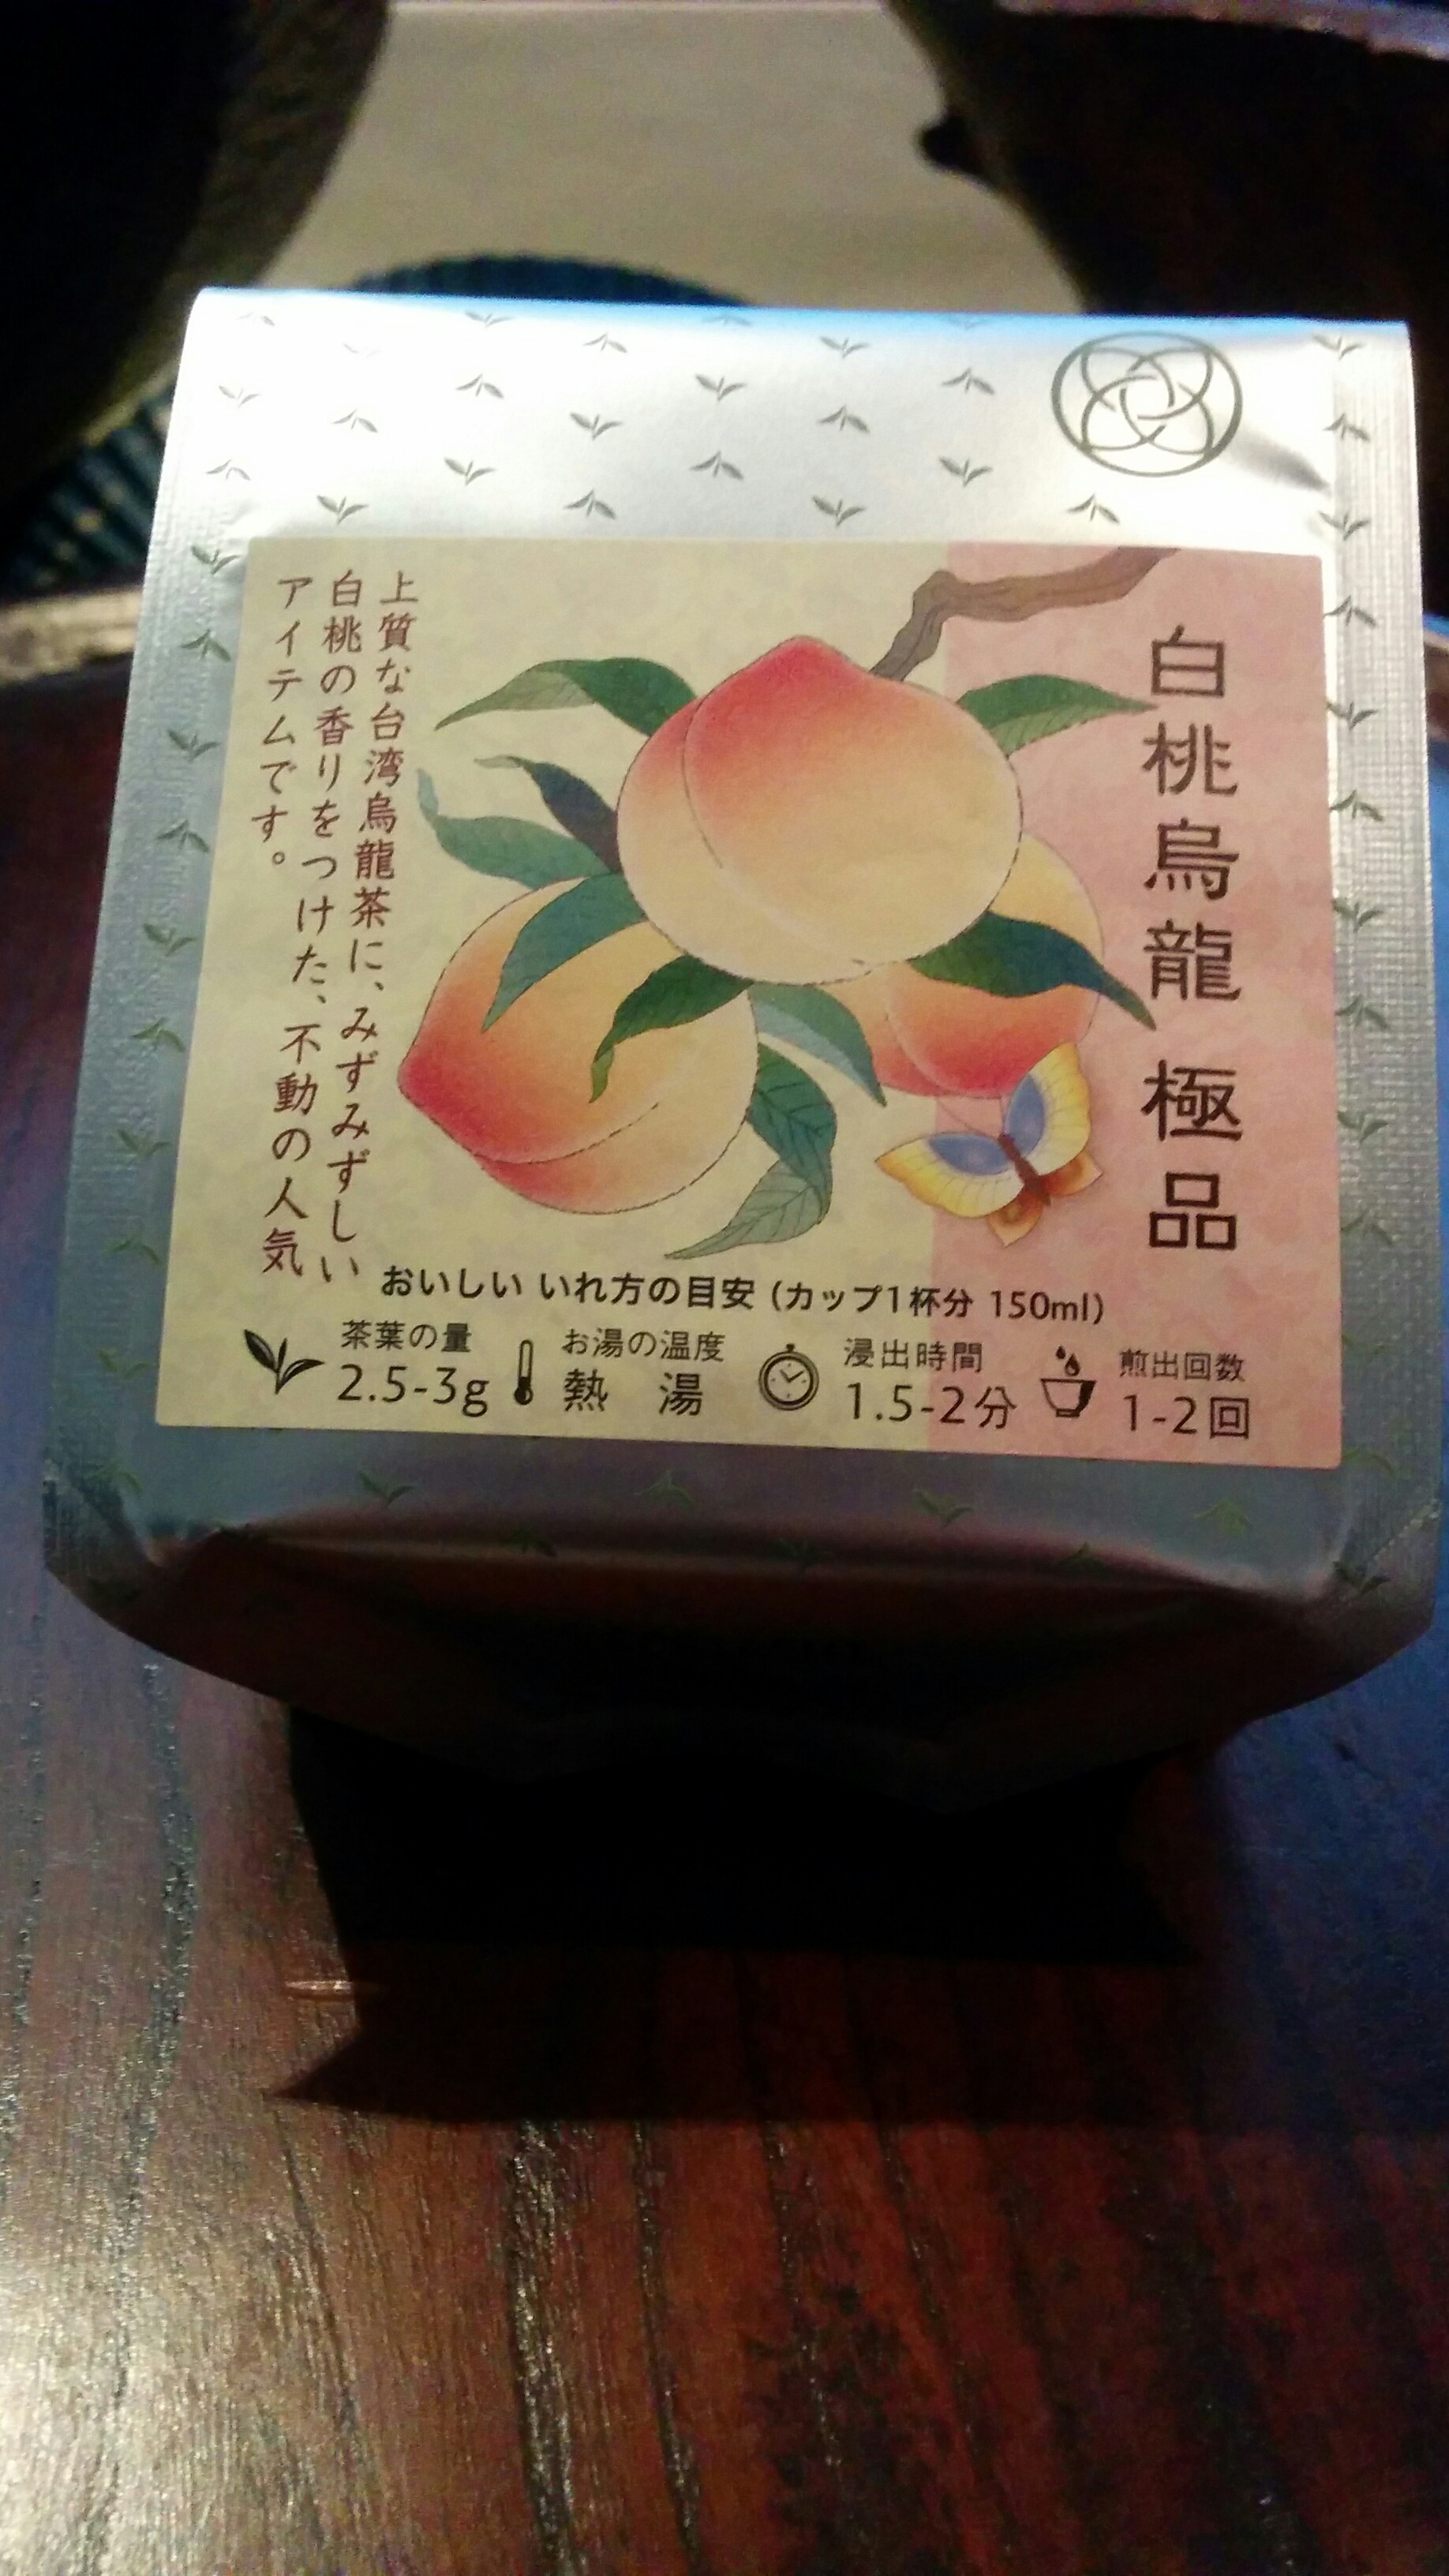 白桃烏龍 極品
上質な台湾烏龍茶に、みずみずしい
白桃の香りをつけた、不動の人気
アイテムです。
おいしい いれ方の目安 (カップ1杯分 150ml)
茶葉の量
2.5-3g
お湯の温度
熱 湯
浸出時間
1.5-2分
煎出回数
1-2回